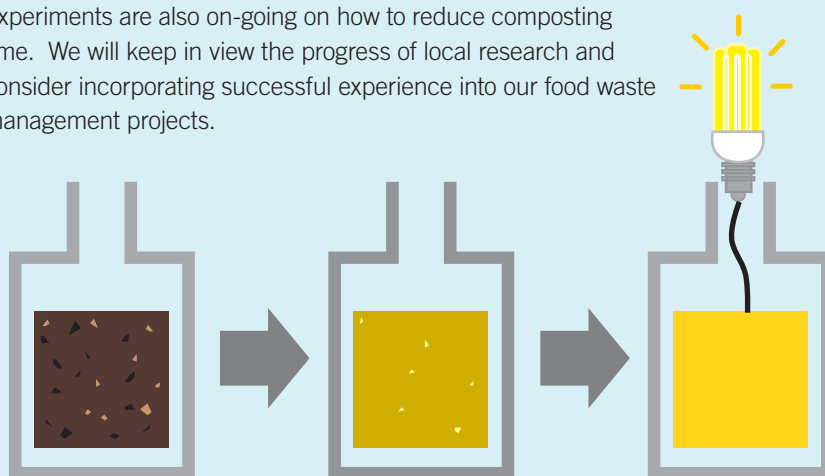 xperiments are also on-going on how to reduce composting
me. We will keep in view the progress of local research and
onsider incorporating successful experience into our food waste
anagement projects.